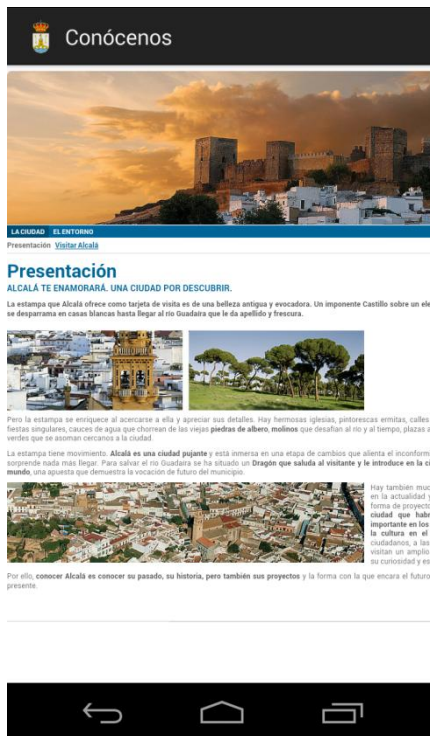 Conócenos
LA CIUDAD EL ENTORNO
Presentación Visitar Alcalá
Presentación
ALCALÁ TE ENAMORARÁ. UNA CIUDAD POR DESCUBRIR.
La estampa que Alcalá ofrece como tarjeta de visita es de una belleza antigua y evocadora. Un imponente Castillo sobre un ele
se desparrama en casas blancas hasta llegar al río Guadaíra que le da apellido y frescura.
Pero la estampa se enriquece al acercarse a ella y apreciar sus detalles. Hay hermosas iglesias, pintorescas ermitas, calles
fiestas singulares, cauces de agua que chorrean de las viejas piedras de albero, molinos que desafían al río y al tiempo, plazas a
verdes que se asoman cercanos a la ciudad.
La estampa tiene movimiento. Alcalá es una ciudad pujante y está inmersa en una etapa de cambios que alienta el inconform
sorprende nada más llegar. Para salvar el río Guadaíra se ha situado un Dragón que saluda al visitante y le introduce en la ci
mundo, una apuesta que demuestra la vocación de futuro del municipio.
Hay también muc
en la actualidad y
forma de proyecto
ciudad que habr
importante en los
la cultura en el
ciudadanos, a las
visitan un amplio
su curiosidad y es
Por ello, conocer Alcalá es conocer su pasado, su historia, pero también sus proyectos y la forma con la que encara el futuro
presente.